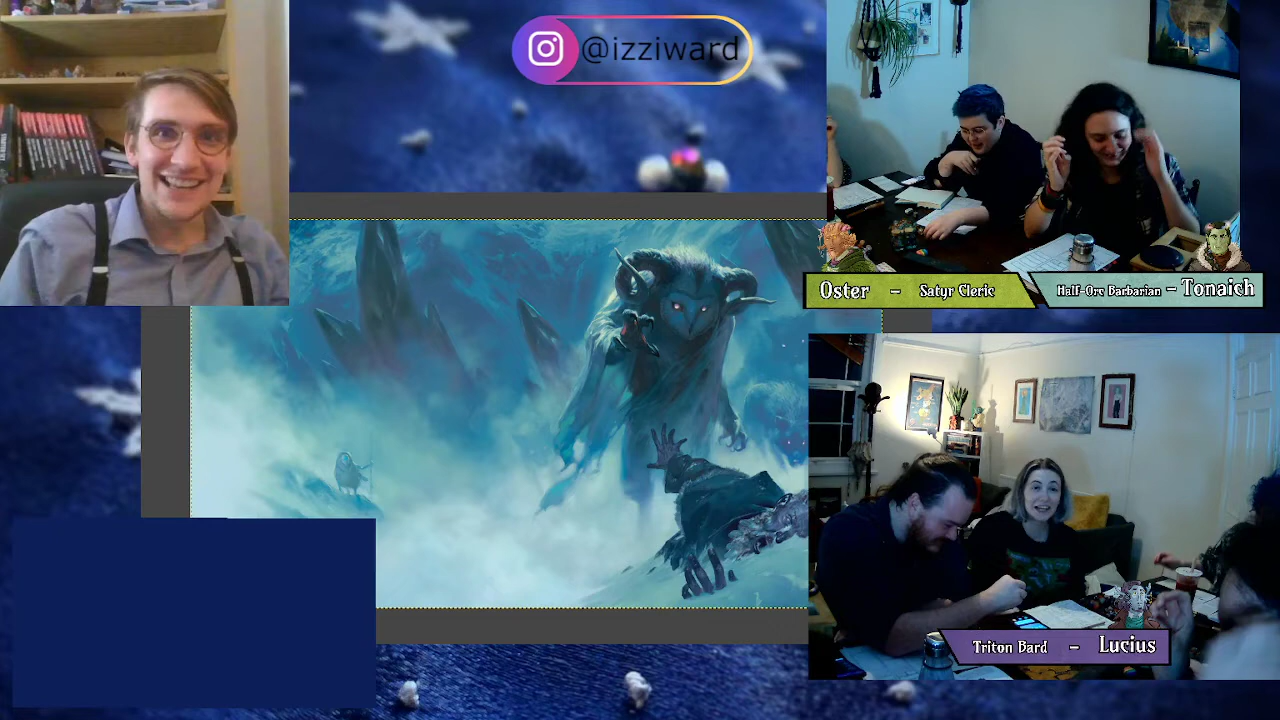 @izziward
Oster – Satyr Cleric
Half-Orc Barbarian – Tonaich
Triton Bard – Lucius